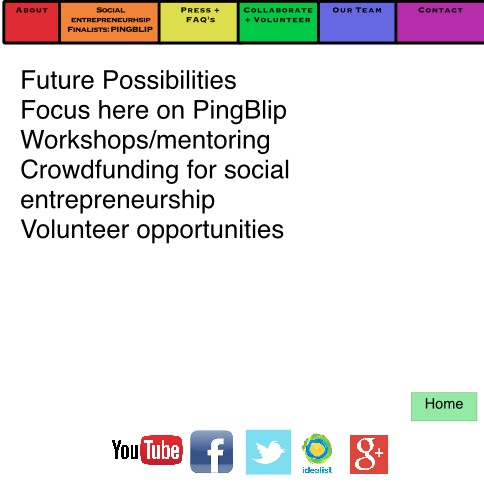 About
Social
entrepreneurhsip
Finalists: PINGBLIP
Press +
FAQ's
Collaborate
+ Volunteer
Our Team
Contact
Future Possibilities
Focus here on PingBlip
Workshops/mentoring
Crowdfunding for social
entrepreneurship
Volunteer opportunities
Home
YouTube
f
idealist
g+